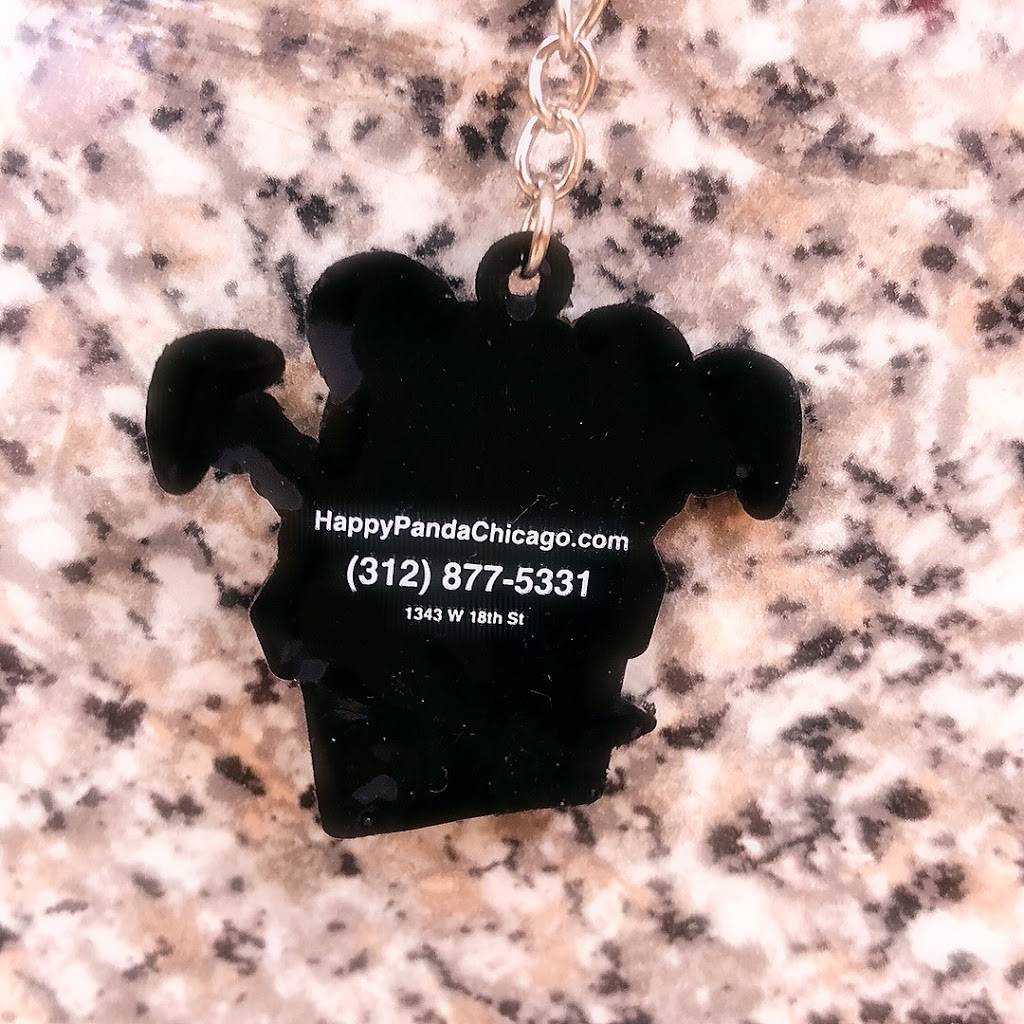 HappyPandaChicago.com
(312) 877-5331
1343 W 18th St